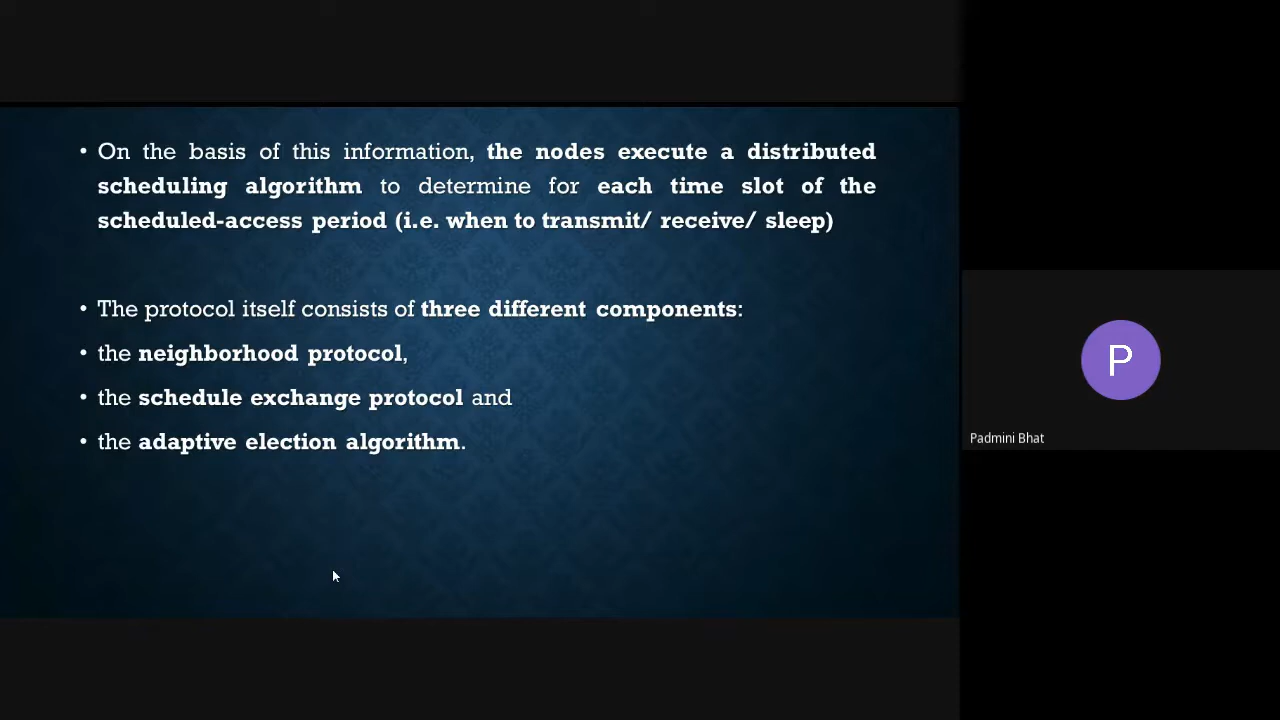 • On the basis of this information, the nodes execute a distributed
scheduling algorithm to determine for each time slot of the
scheduled-access period (i.e. when to transmit/ receive/ sleep)
• The protocol itself consists of three different components:
• the neighborhood protocol,
• the schedule exchange protocol and
• the adaptive election algorithm.
P
Padmini Bhat